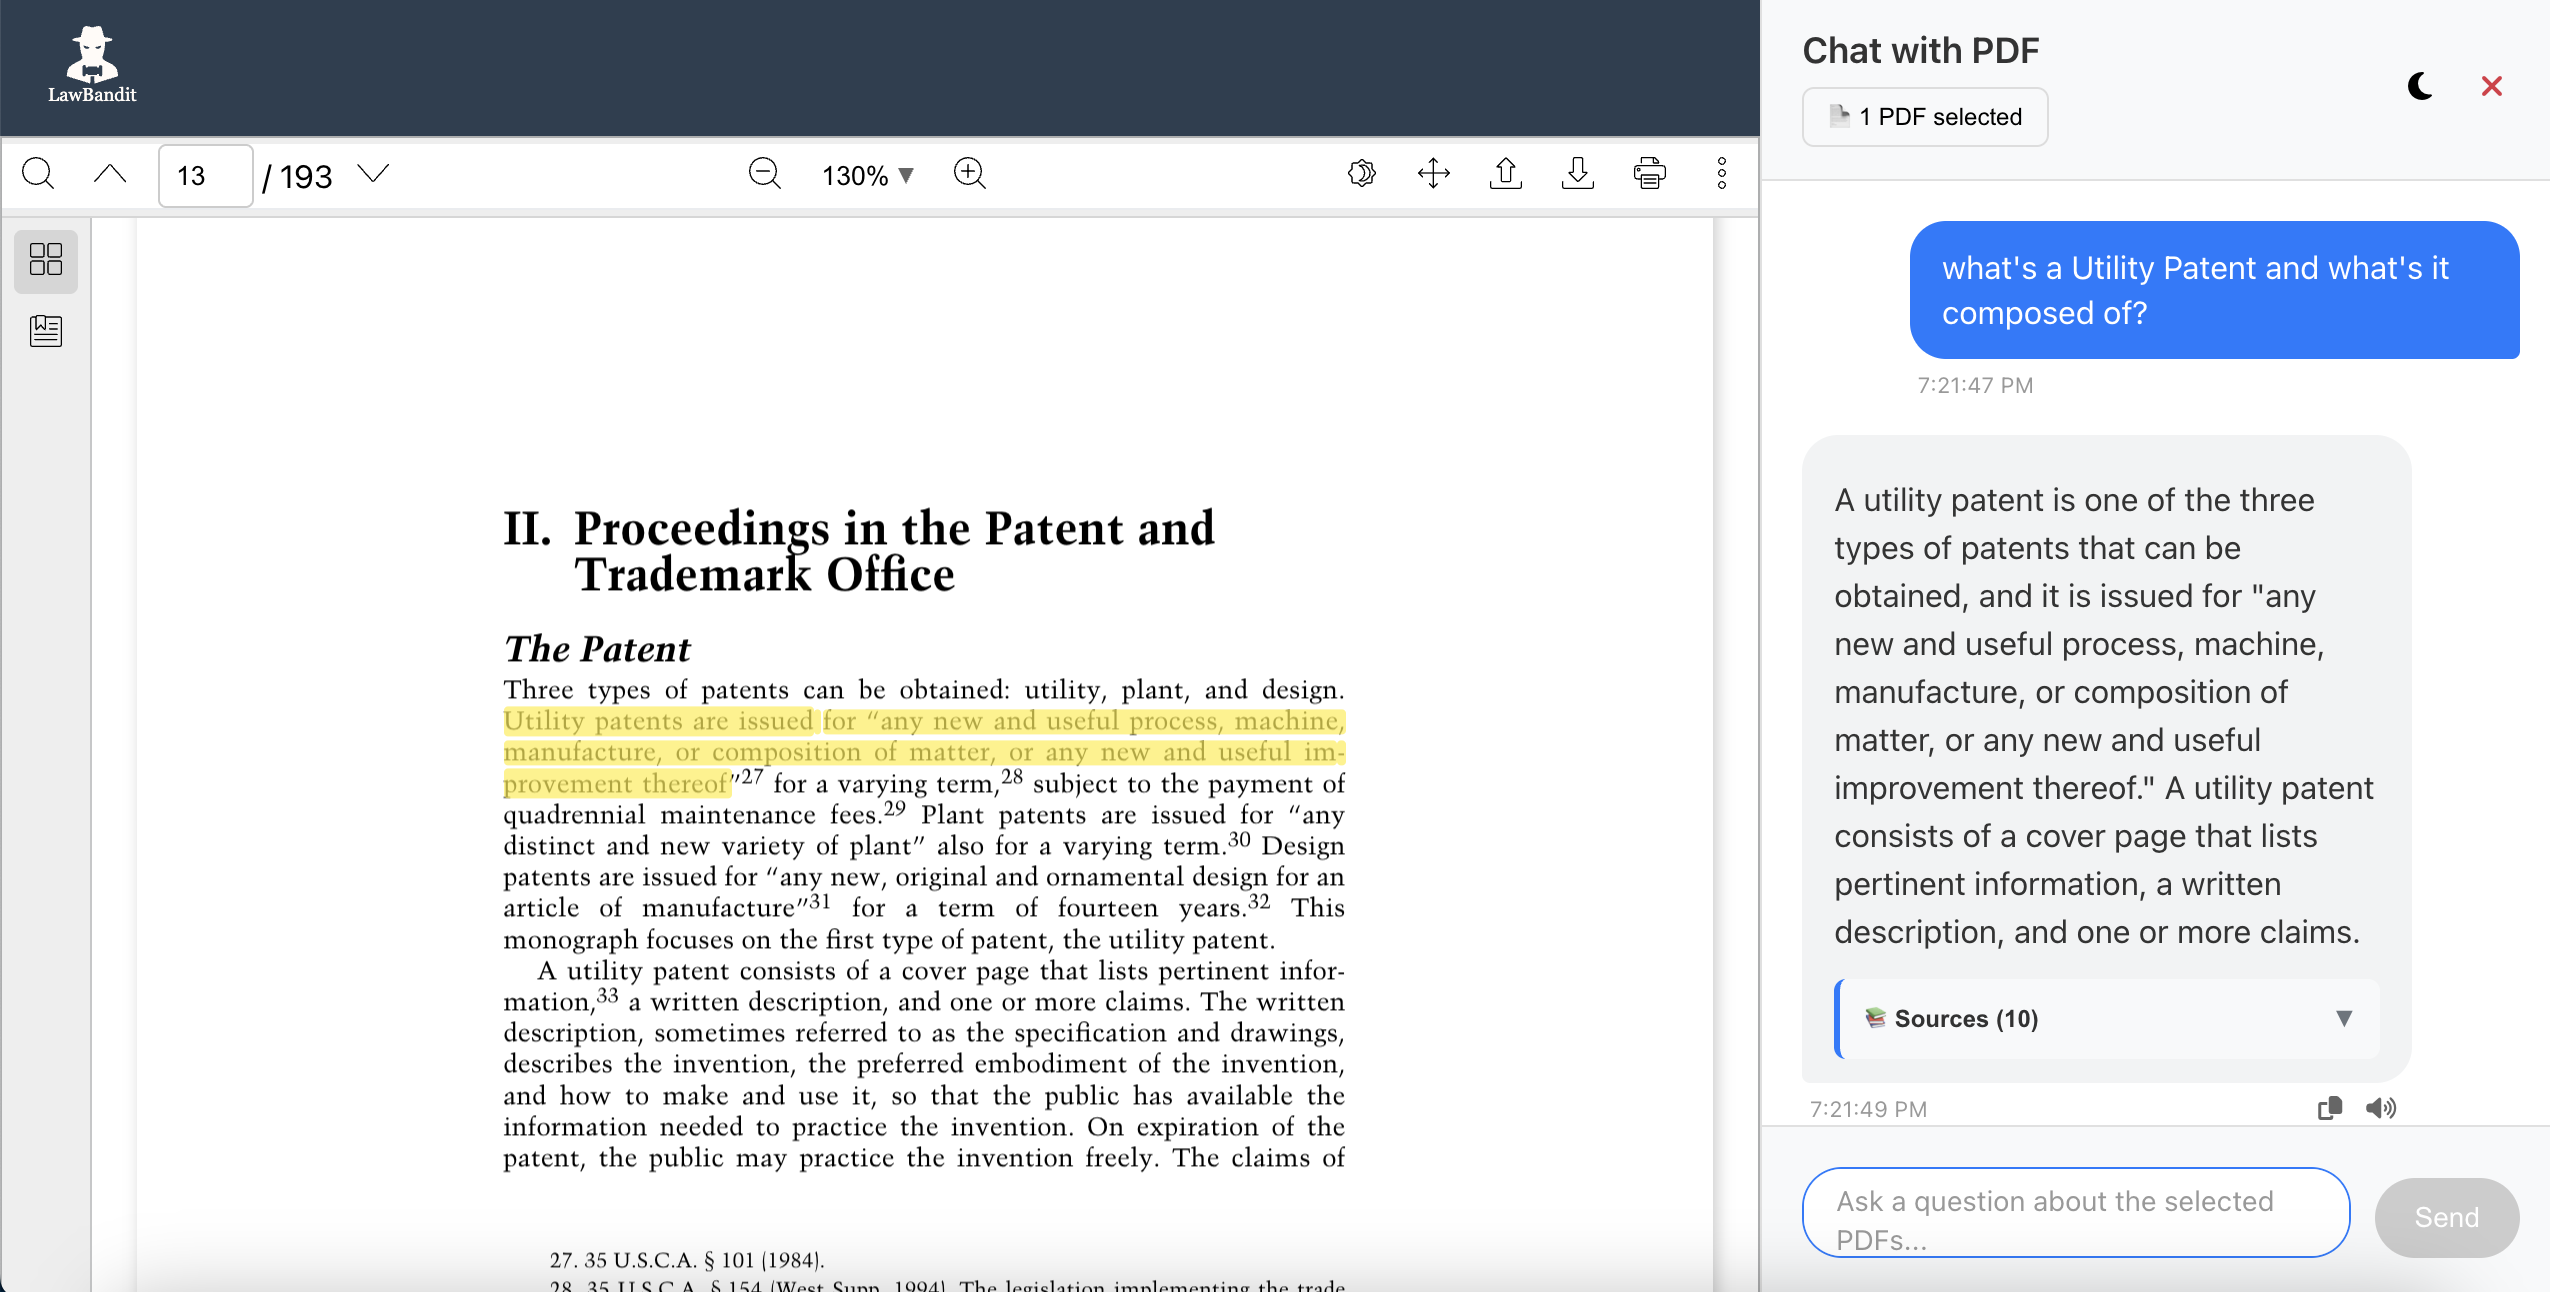 LawBandit
13 / 193
130% ▼
II. Proceedings in the Patent and
Trademark Office
The Patent
Three types of patents can be obtained: utility, plant, and design.
Utility patents are issued for “any new and useful process, machine,
manufacture, or composition of matter, or any new and useful im-
provement thereof”27 for a varying term,28 subject to the payment of
quadrennial maintenance fees.29 Plant patents are issued for “any
distinct and new variety of plant” also for a varying term.30 Design
patents are issued for “any new, original and ornamental design for an
article of manufacture”31 for a term of fourteen years.32 This
monograph focuses on the first type of patent, the utility patent.
A utility patent consists of a cover page that lists pertinent infor-
mation,33 a written description, and one or more claims. The written
description, sometimes referred to as the specification and drawings,
describes the invention, the preferred embodiment of the invention,
and how to make and use it, so that the public has available the
information needed to practice the invention. On expiration of the
patent, the public may practice the invention freely. The claims of
27. 35 U.S.C.A. § 101 (1984).
28. 35 U.S.C.A. § 154 (West Supp. 1994). The legislation implementing the trade
Chat with PDF
1 PDF selected
what's a Utility Patent and what's it
composed of?
7:21:47 PM
A utility patent is one of the three
types of patents that can be
obtained, and it is issued for "any
new and useful process, machine,
manufacture, or composition of
matter, or any new and useful
improvement thereof." A utility patent
consists of a cover page that lists
pertinent information, a written
description, and one or more claims.
Sources (10) ▼
7:21:49 PM
Ask a question about the selected
PDFs...
Send